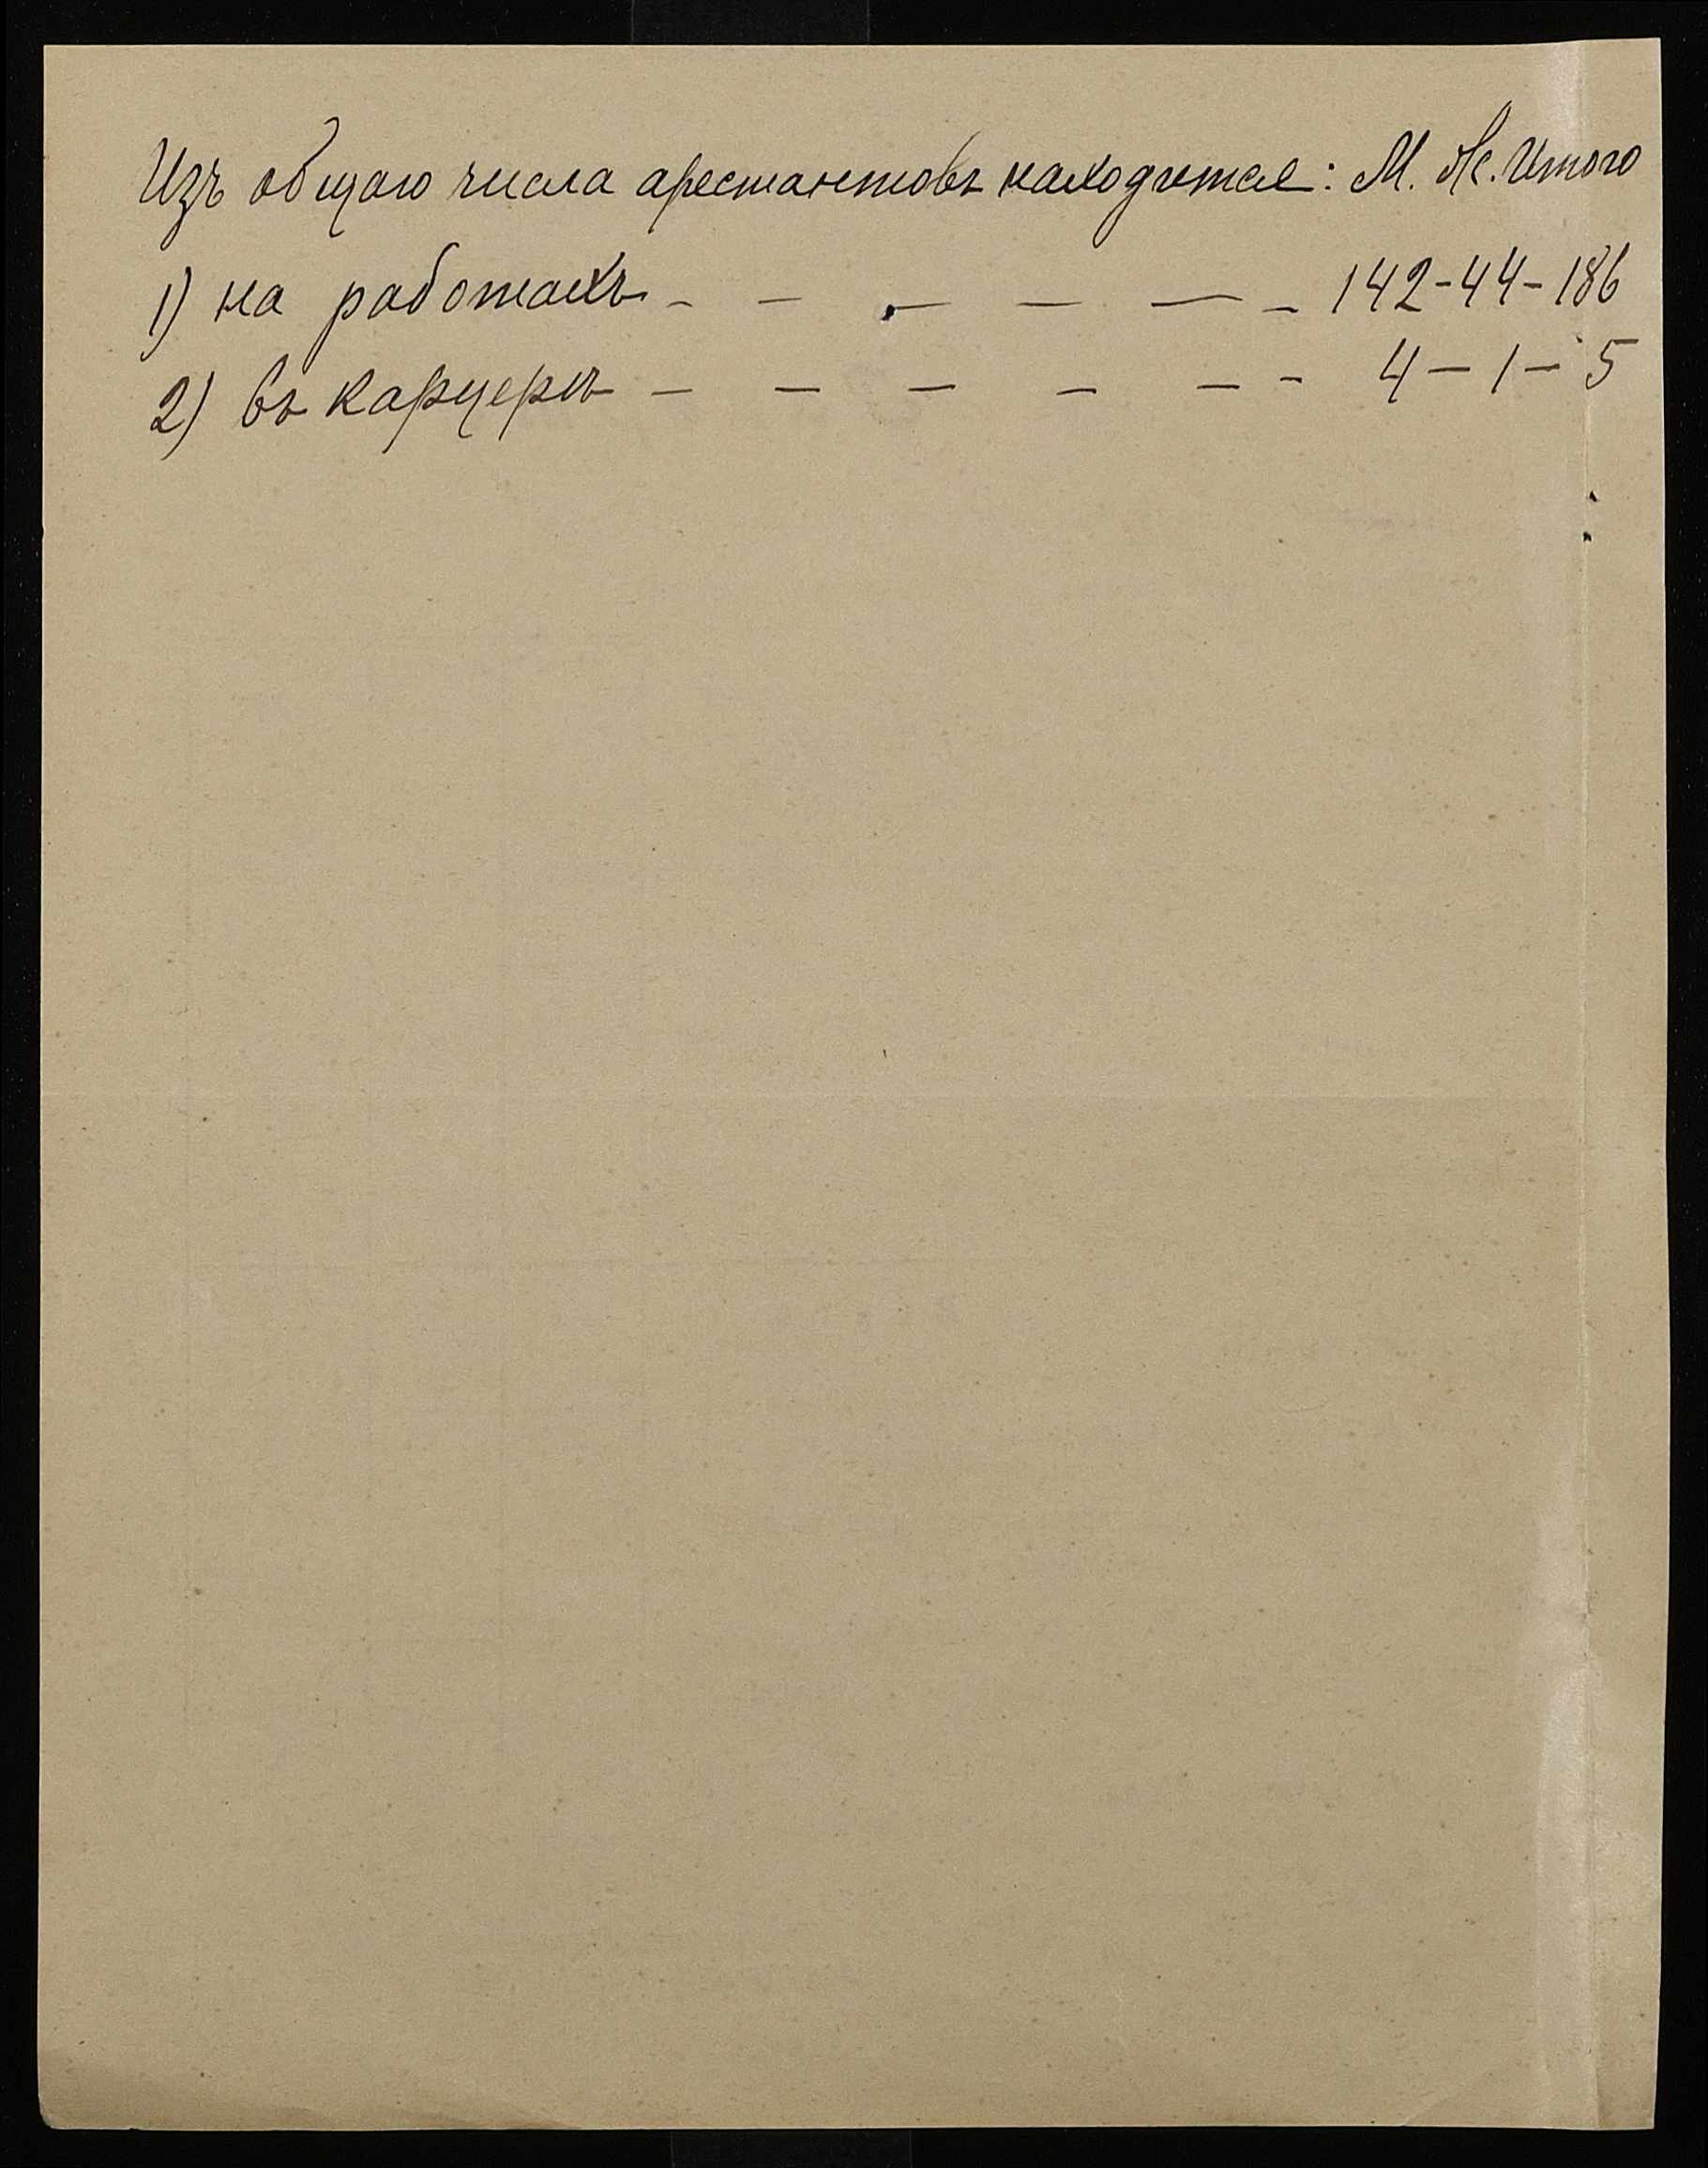 Изъ общаго числа арестантовъ находится: М. Ж. Итого
1) на работахъ - - - - - - 142-44-186
2) въ карцерѣ - - - - - - 4-1-5